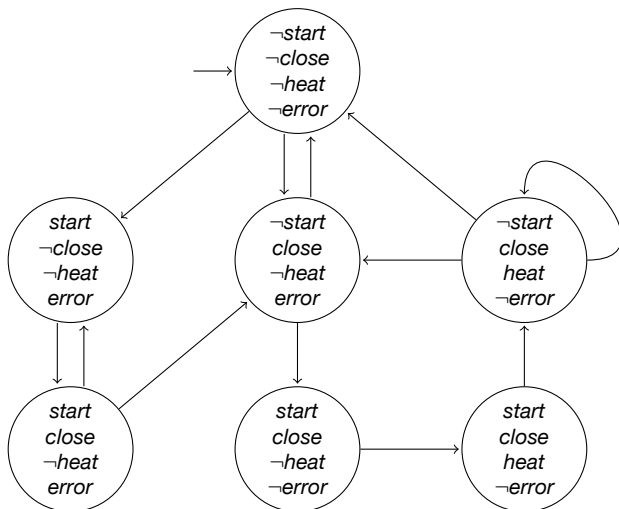 ¬start
¬close
¬heat
¬error
start
¬close
¬heat
error
¬start
close
¬heat
error
¬start
close
heat
¬error
start
close
¬heat
error
start
close
¬heat
¬error
start
close
heat
¬error